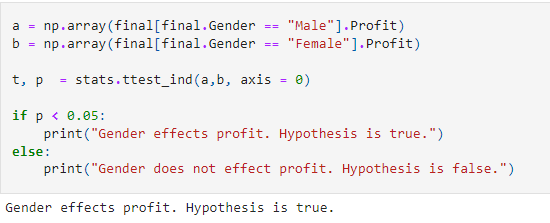 a = np.array(final[final.Gender == "Male"].Profit)
b = np.array(final[final.Gender == "Female"].Profit)
t, p  = stats.ttest_ind(a,b, axis = 0)
if p < 0.05:
    print("Gender effects profit. Hypothesis is true.")
else:
    print("Gender does not effect profit. Hypothesis is false.")
Gender effects profit. Hypothesis is true.